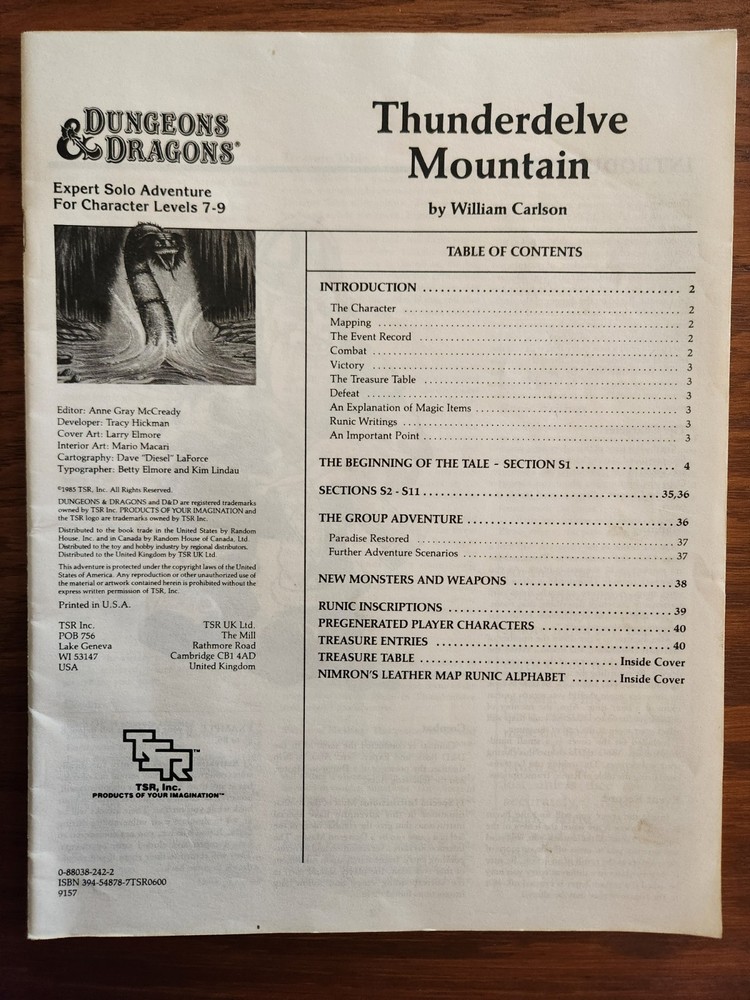 DUNGEONS
& DRAGONS®
Expert Solo Adventure
For Character Levels 7-9
Thunderdelve
Mountain
by William Carlson
Editor: Anne Gray McCready
Developer: Tracy Hickman
Cover Art: Larry Elmore
Interior Art: Mario Macari
Cartography: Dave "Diesel" LaForce
Typographer: Betty Elmore and Kim Lindau
©1985 TSR, Inc. All Rights Reserved.
DUNGEONS & DRAGONS and D&D are registered trademarks
owned by TSR Inc. PRODUCTS OF YOUR IMAGINATION and
the TSR logo are trademarks owned by TSR Inc.
Distributed to the book trade in the United States by Random
House, Inc. and in Canada by Random House of Canada, Ltd.
Distributed to the toy and hobby industry by regional distributors.
Distributed to the United Kingdom by TSR UK Ltd.
This adventure is protected under the copyright laws of the United
States of America. Any reproduction or other unauthorized use of
the material or artwork contained herein is prohibited without the
express written permission of TSR, Inc.
Printed in U.S.A.
TSR Inc.
POB 756
Lake Geneva
WI 53147
USA
TSR UK Ltd.
The Mill
Rathmore Road
Cambridge CB1 4AD
United Kingdom
TSR™
TSR, Inc.
PRODUCTS OF YOUR IMAGINATION™
0-88038-242-2
ISBN 394-54878-7TSR0600
9157
TABLE OF CONTENTS
INTRODUCTION ........ 2
The Character ........ 2
Mapping ........ 2
The Event Record ........ 2
Combat ........ 2
Victory ........ 3
The Treasure Table ........ 3
Defeat ........ 3
An Explanation of Magic Items ........ 3
Runic Writings ........ 3
An Important Point ........ 3
THE BEGINNING OF THE TALE - SECTION S1 ........ 4
SECTIONS S2 - S11 ........ 35,36
THE GROUP ADVENTURE ........ 36
Paradise Restored ........ 37
Further Adventure Scenarios ........ 37
NEW MONSTERS AND WEAPONS ........ 38
RUNIC INSCRIPTIONS ........ 39
PREGENERATED PLAYER CHARACTERS ........ 40
TREASURE ENTRIES ........ 40
TREASURE TABLE ........ Inside Cover
NIMRON'S LEATHER MAP RUNIC ALPHABET ........ Inside Cover